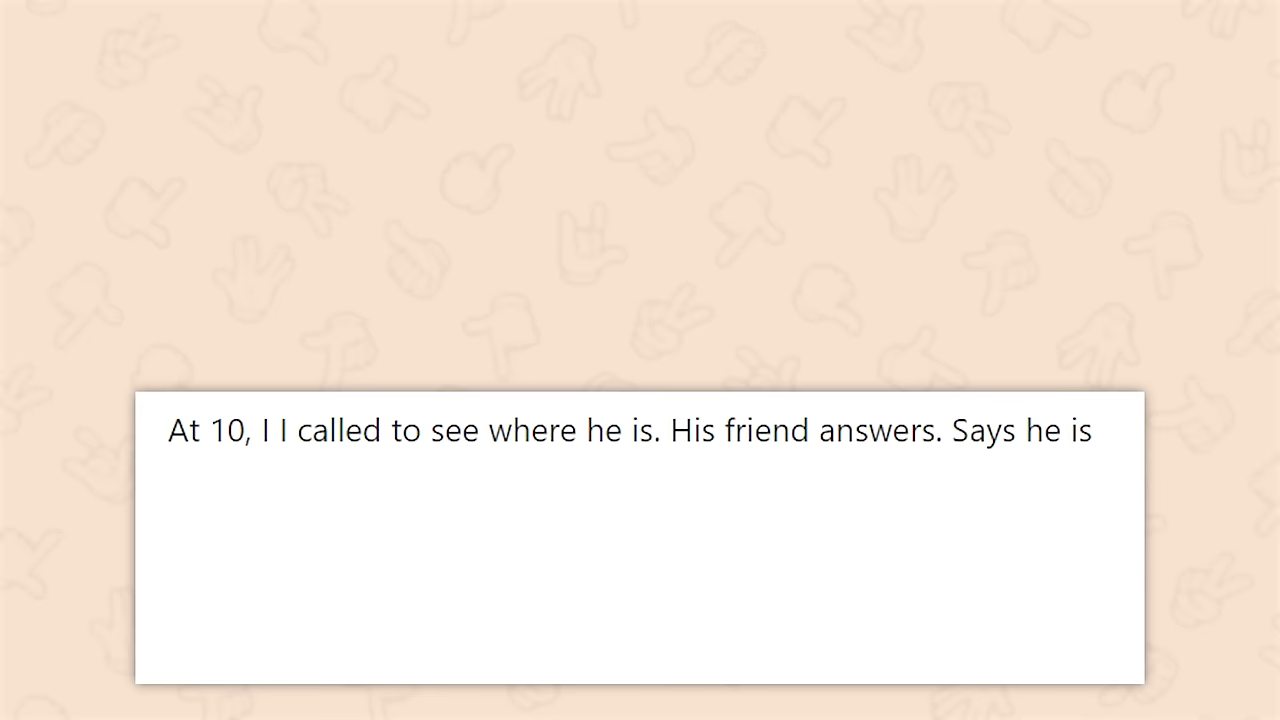 At 10, I I called to see where he is. His friend answers. Says he is